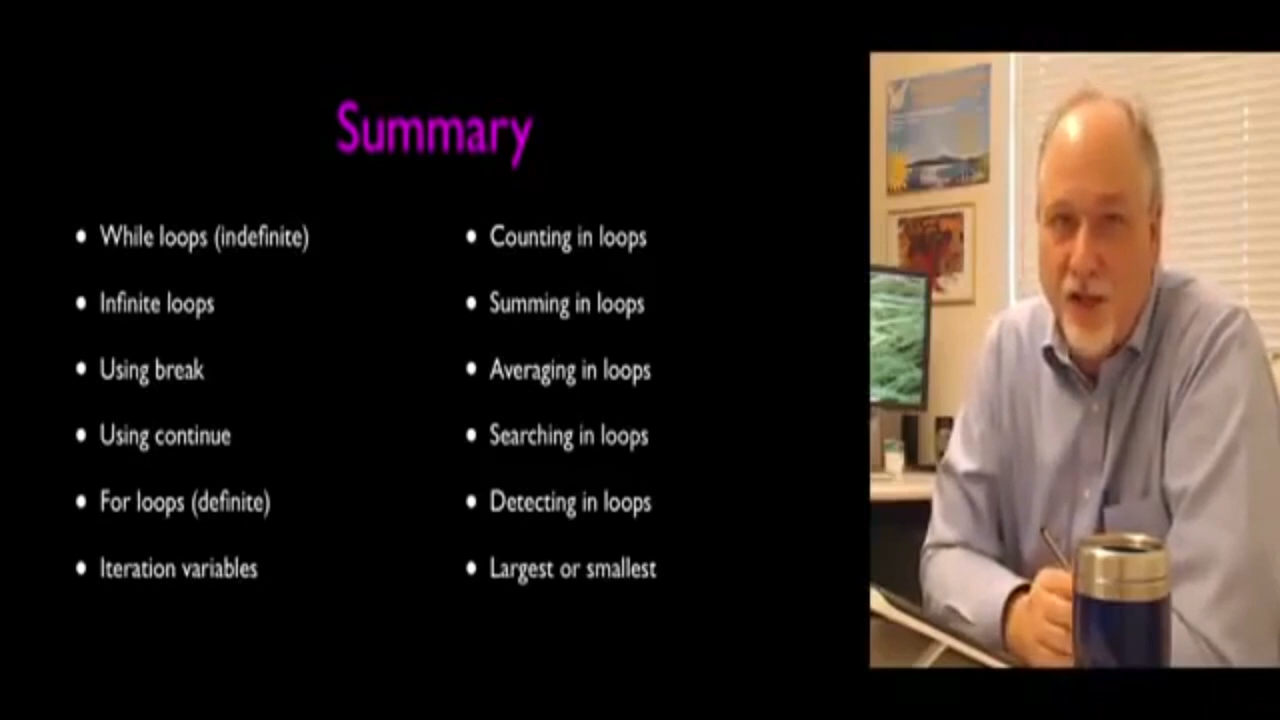 Summary
While loops (indefinite)
Infinite loops
Using break
Using continue
For loops (definite)
Iteration variables
Counting in loops
Summing in loops
Averaging in loops
Searching in loops
Detecting in loops
Largest or smallest